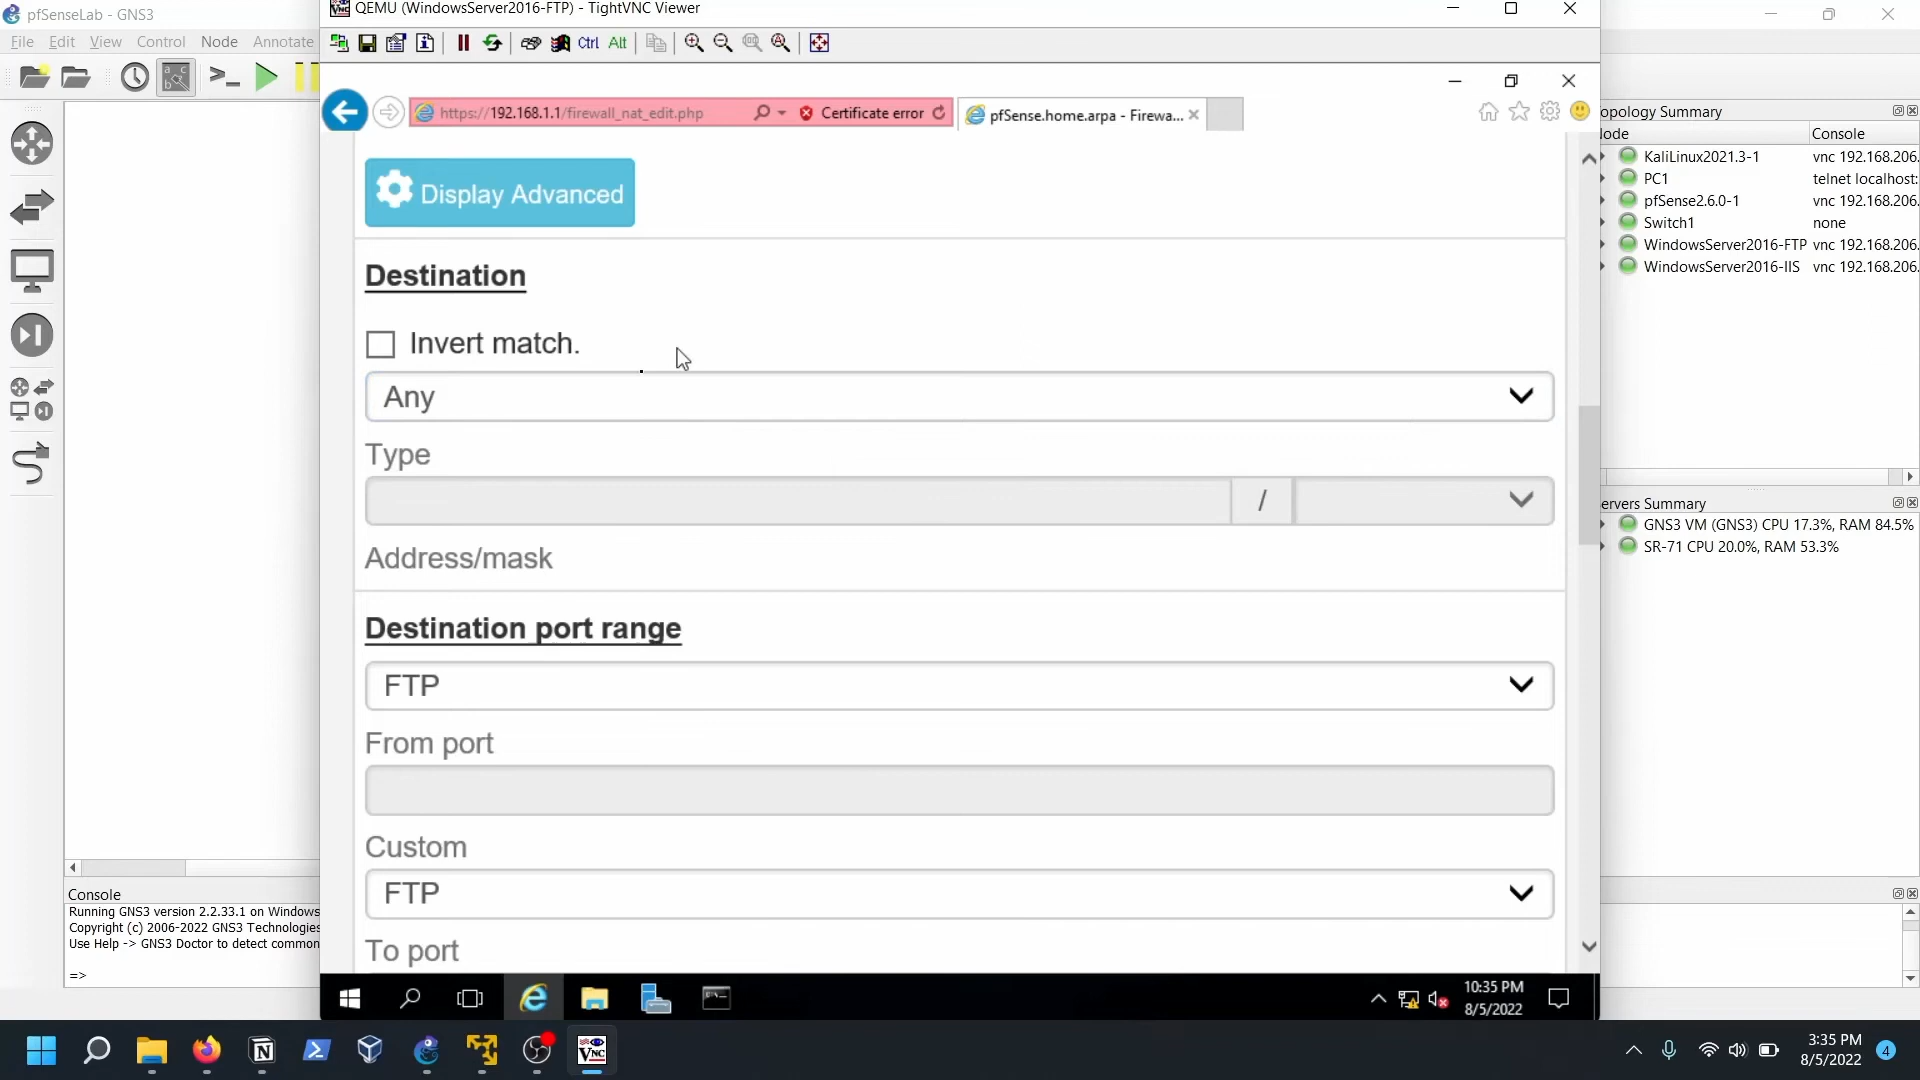 pfSenseLab - GNS3
File Edit View Control Node Annotate
QEMU (WindowsServer2016-FTP) - TightVNC Viewer
Ctrl Alt
https://192.168.1.1/firewall_nat_edit.php
Certificate error
pfSense.home.arpa - Firewa...
Display Advanced
Destination
Invert match.
Any
Type
/
Address/mask
Destination port range
FTP
From port
Custom
FTP
To port
10:35 PM
8/5/2022
opology Summary
Node Console
KaliLinux2021.3-1 vnc 192.168.206.
PC1 telnet localhost:
pfSense2.6.0-1 vnc 192.168.206.
Switch1 none
WindowsServer2016-FTP vnc 192.168.206.
WindowsServer2016-IIS vnc 192.168.206.
ervers Summary
GNS3 VM (GNS3) CPU 17.3%, RAM 84.5%
SR-71 CPU 20.0%, RAM 53.3%
Console
Running GNS3 version 2.2.33.1 on Windows
Copyright (c) 2006-2022 GNS3 Technologies
Use Help -> GNS3 Doctor to detect common
=>
3:35 PM
8/5/2022
4